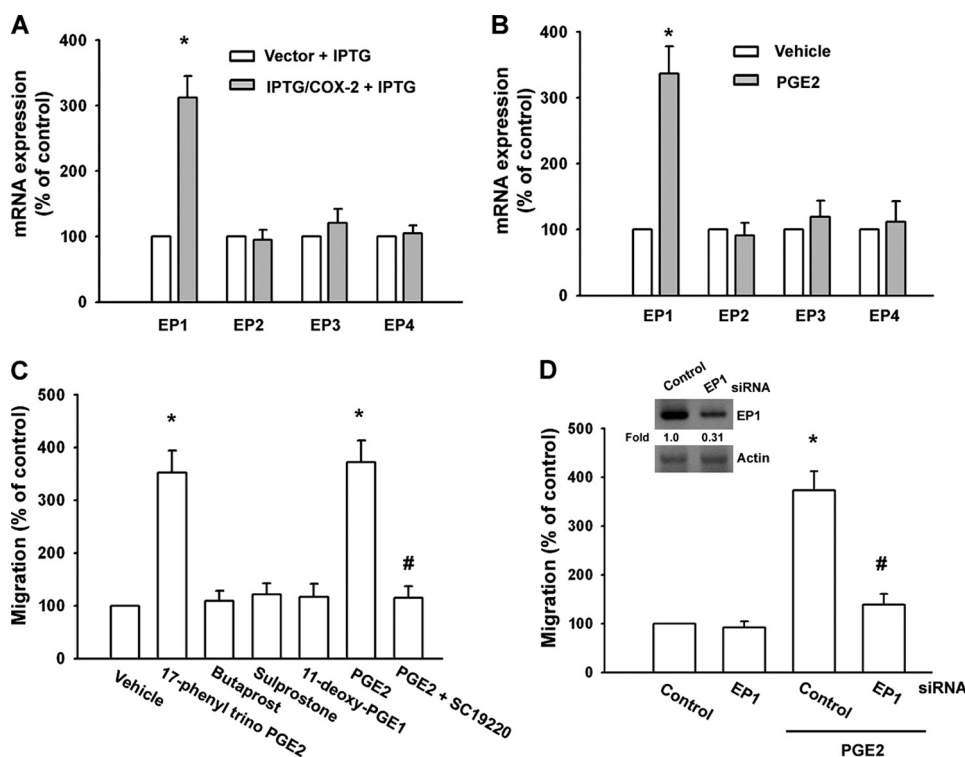 A
mRNA expression
(% of control)
400
300
200
100
0
*
Vector + IPTG
IPTG/COX-2 + IPTG
EP1 EP2 EP3 EP4
B
mRNA expression
(% of control)
400
300
200
100
0
*
Vehicle
PGE2
EP1 EP2 EP3 EP4
C
Migration (% of control)
500
400
300
200
100
0
* * #
Vehicle
17-phenyl trino PGE2
Butaprost
Sulprostone
11-deoxy-PGE1
PGE2
PGE2 + SC19220
D
Control EP1 siRNA
EP1
Fold 1.0 0.31
Actin
Migration (% of control)
500
400
300
200
100
0
*
#
Control EP1 Control EP1 siRNA
PGE2